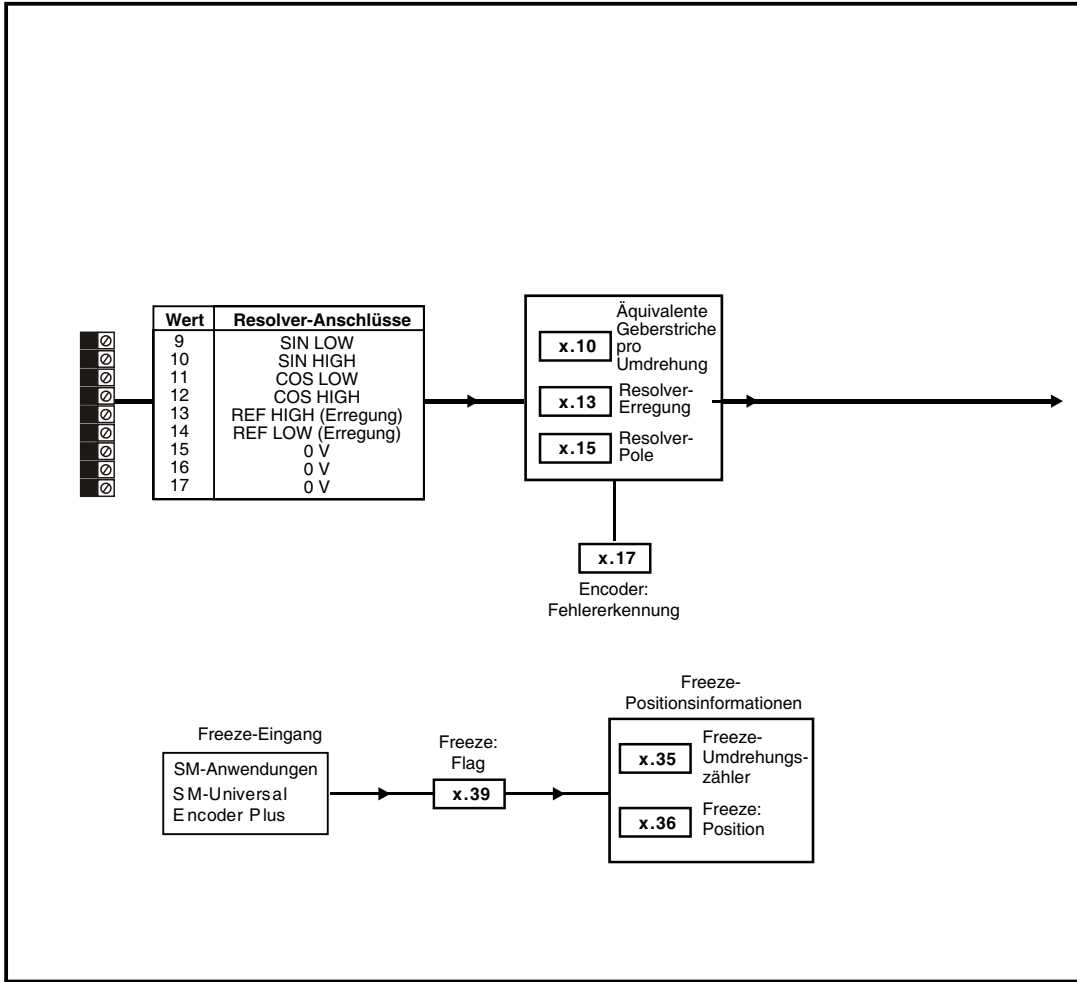 Wert Resolver-Anschlüsse
9 SIN LOW
10 SIN HIGH
11 COS LOW
12 COS HIGH
13 REF HIGH (Erregung)
14 REF LOW (Erregung)
15 0 V
16 0 V
17 0 V
x.10 Äquivalente
Geberstriche
pro
Umdrehung
x.13 Resolver-
Erregung
x.15 Resolver-
Pole
x.17
Encoder:
Fehlererkennung
Freeze-Eingang
SM-Anwendungen
SM-Universal
Encoder Plus
Freeze:
Flag
x.39
Freeze-
Positionsinformationen
x.35 Freeze-
Umdrehungs-
zähler
x.36 Freeze:
Position